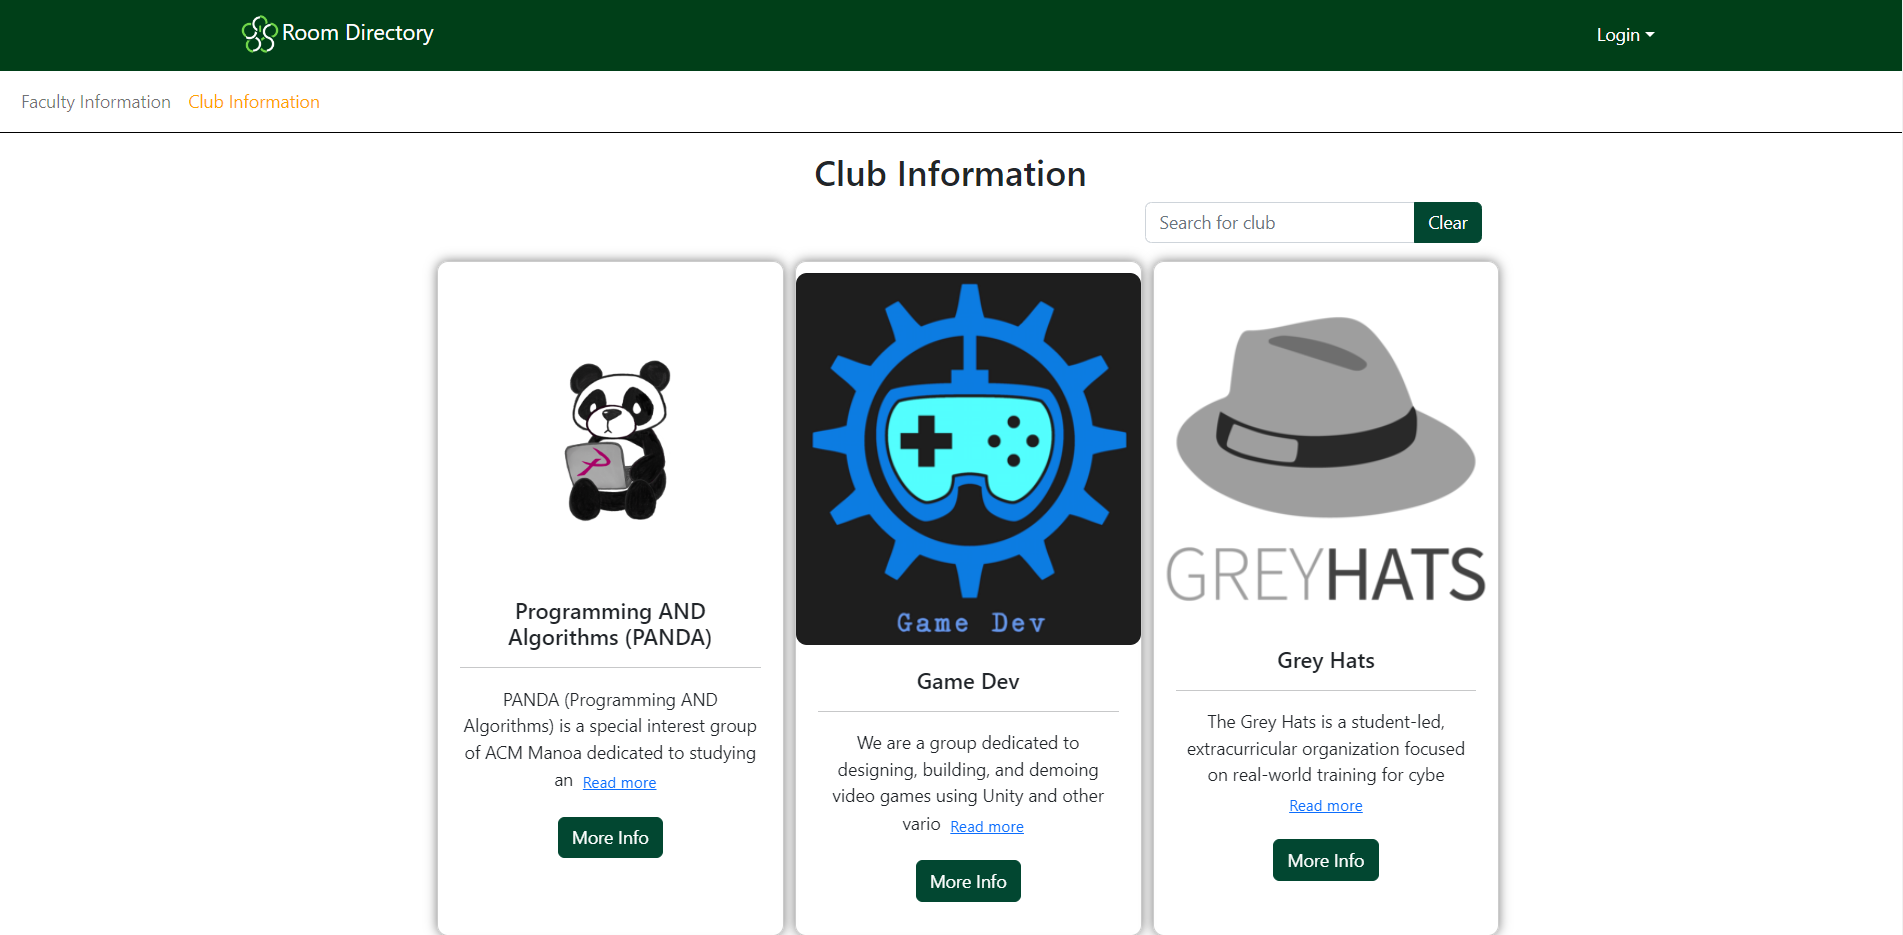 Room Directory
Login
Faculty Information
Club Information
Club Information
Search for club
Clear
Game Dev
GREYHATS
Programming AND
Algorithms (PANDA)
PANDA (Programming AND
Algorithms) is a special interest group
of ACM Manoa dedicated to studying
an Read more
More Info
Game Dev
We are a group dedicated to
designing, building, and demoing
video games using Unity and other
vario Read more
More Info
Grey Hats
The Grey Hats is a student-led,
extracurricular organization focused
on real-world training for cybe
Read more
More Info